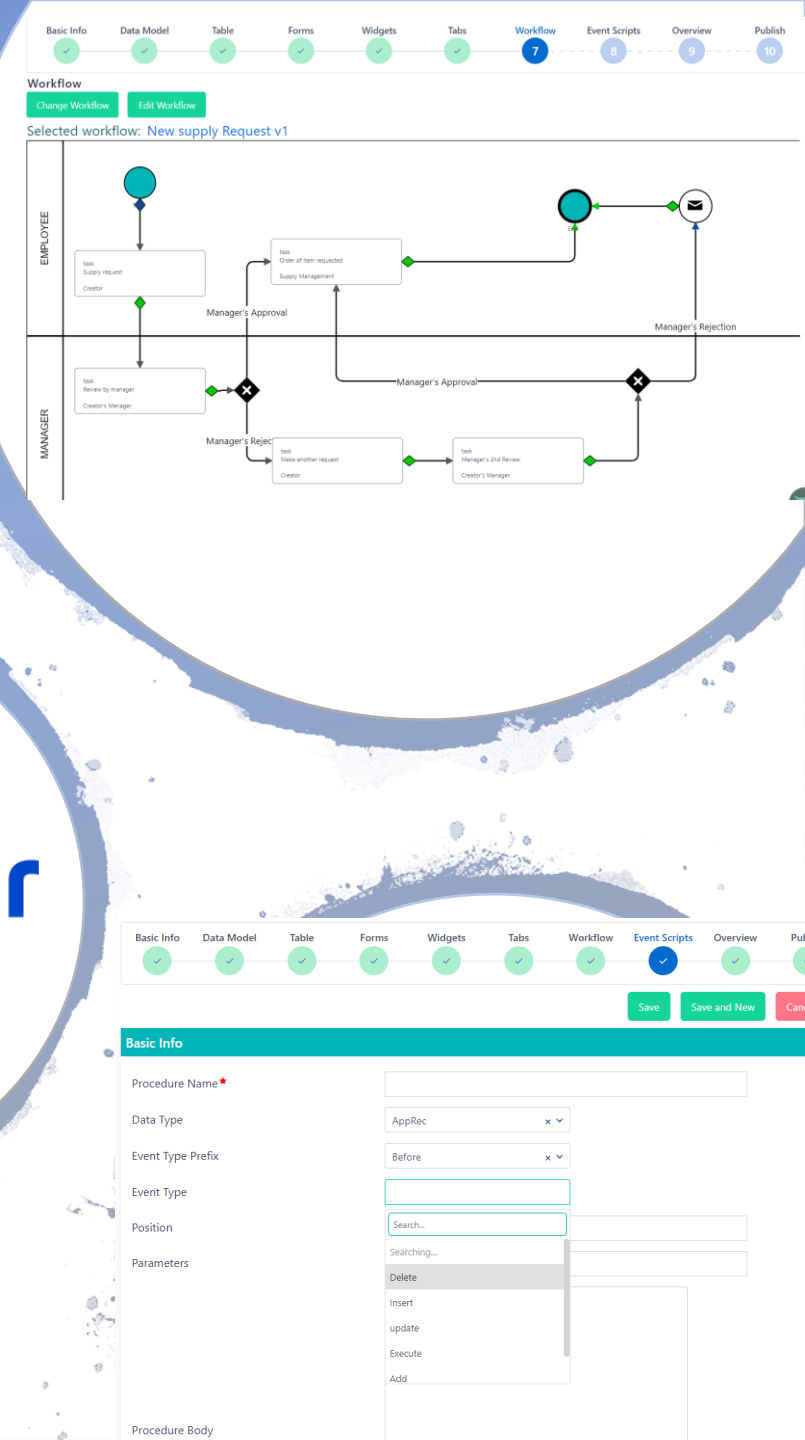 Basic Info Data Model Table Forms Widgets Tabs Workflow Event Scripts Overview Publish
7 8 9 10
Workflow
Change Workflow Edit Workflow
Selected workflow: New supply Request v1
EMPLOYEE
task
Supply request
Creator
task
Order of item requested
Supply Management
Manager's Approval
Manager's Rejection
MANAGER
task
Review by manager
Creator's Manager
Manager's Approval
Manager's Rejec
task
Make another request
Creator
task
Manager's 2nd Review
Creator's Manager
r
Basic Info Data Model Table Forms Widgets Tabs Workflow Event Scripts Overview Pul
Save Save and New Canc
Basic Info
Procedure Name*
Data Type AppRec
Event Type Prefix Before
Event Type
Position Search...
Searching...
Parameters
Delete
Insert
update
Execute
Add
Procedure Body